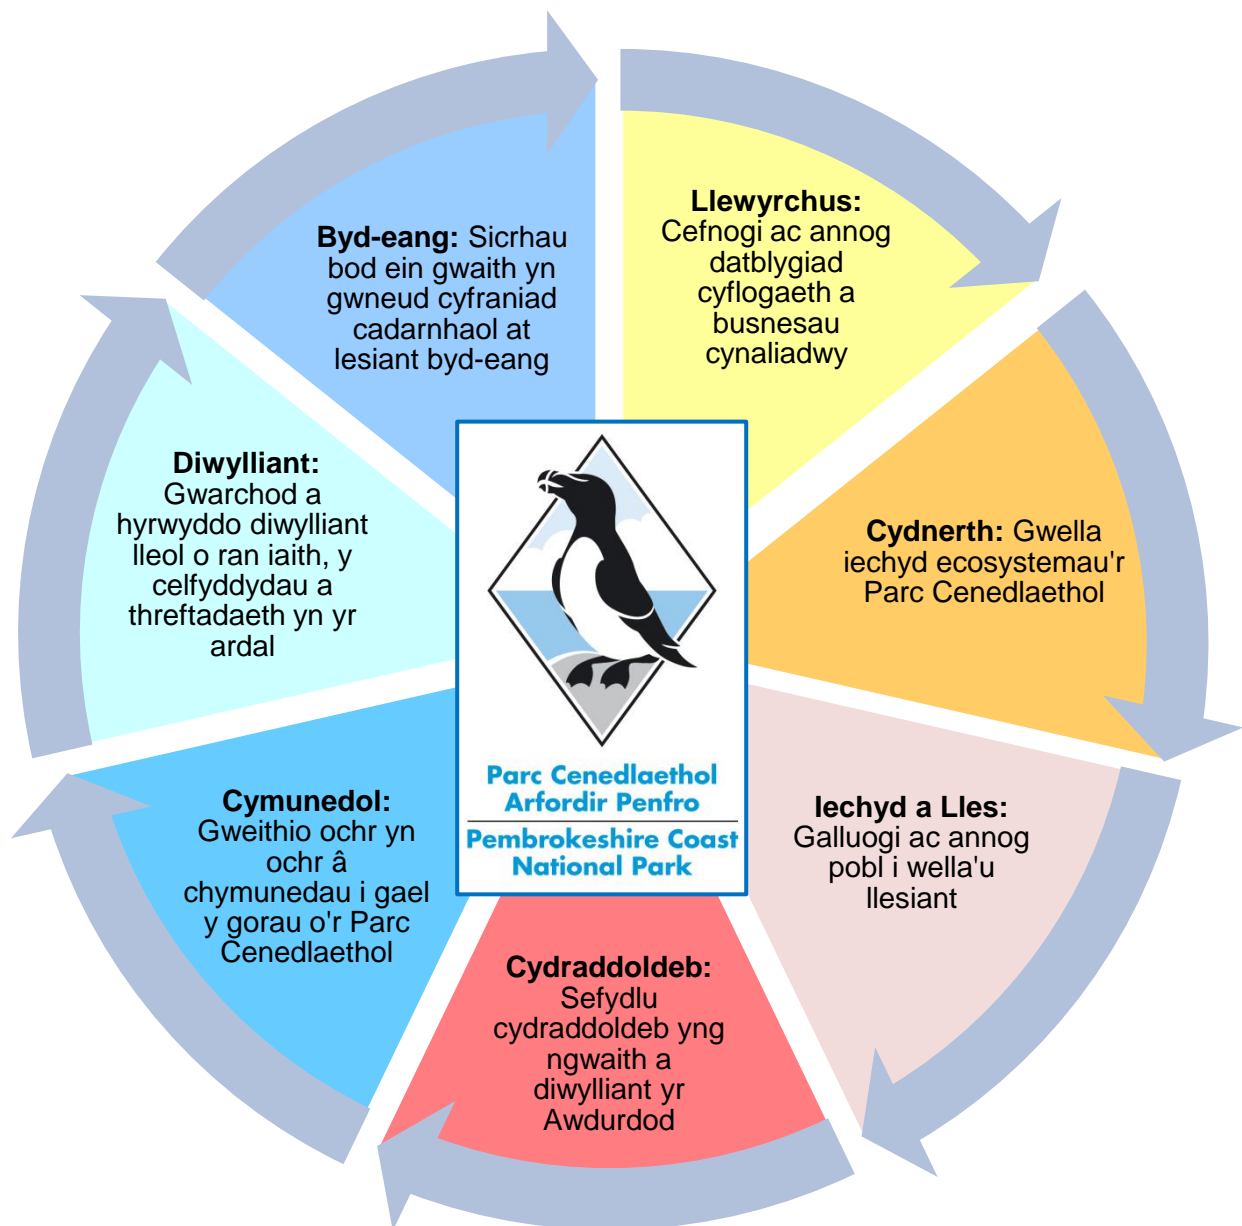 Llewyrchus:
Cefnogi ac annog
datblygiad
cyflogaeth a
busnesau
cynaliadwy
Cydnerth: Gwella
iechyd ecosystemau'r
Parc Cenedlaethol
Iechyd a Lles:
Galluogi ac annog
pobl i wella'u
llesiant
Cydraddoldeb:
Sefydlu
cydraddoldeb yng
ngwaith a
diwylliant yr
Awdurdod
Cymunedol:
Gweithio ochr yn
ochr â
chymunedau i gael
y gorau o'r Parc
Cenedlaethol
Diwylliant:
Gwarchod a
hyrwyddo diwylliant
lleol o ran iaith, y
celfyddydau a
threftadaeth yn yr
ardal
Byd-eang: Sicrhau
bod ein gwaith yn
gwneud cyfraniad
cadarnhaol at
lesiant byd-eang
Parc Cenedlaethol
Arfordir Penfro
Pembrokeshire Coast
National Park